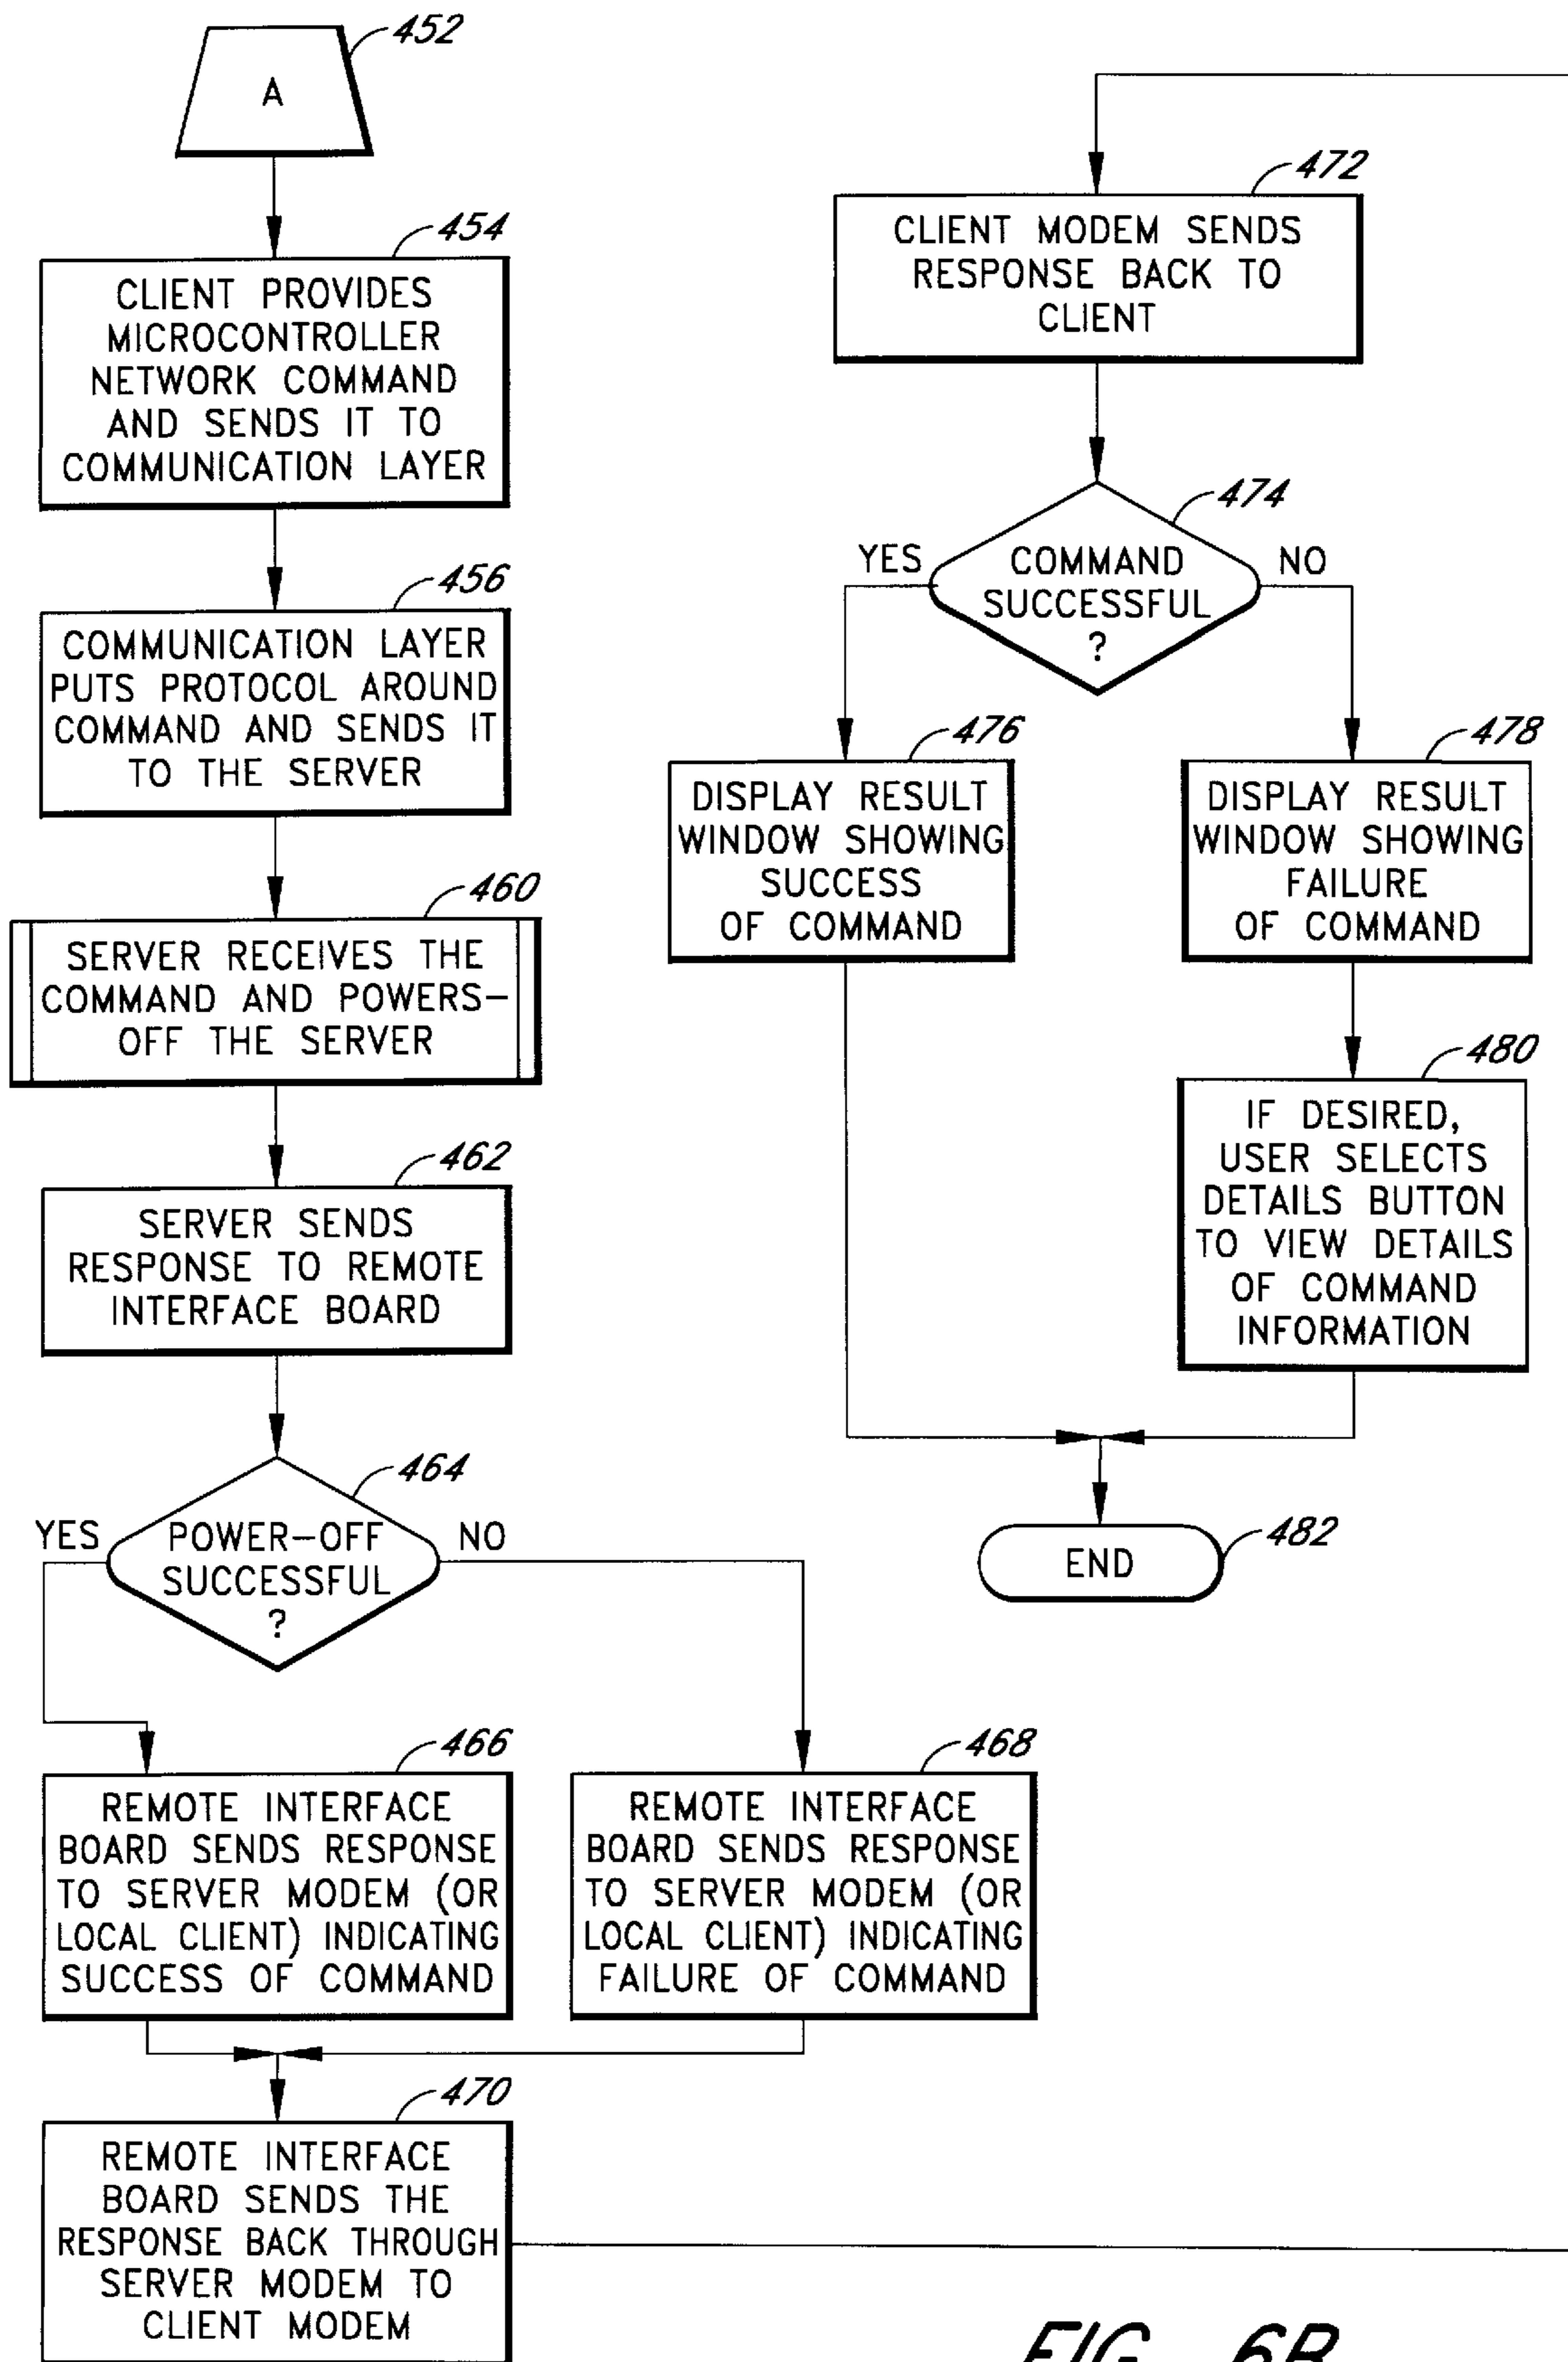 452
A
454
CLIENT PROVIDES
MICROCONTROLLER
NETWORK COMMAND
AND SENDS IT TO
COMMUNICATION LAYER
456
COMMUNICATION LAYER
PUTS PROTOCOL AROUND
COMMAND AND SENDS IT
TO THE SERVER
460
SERVER RECEIVES THE
COMMAND AND POWERS-
OFF THE SERVER
462
SERVER SENDS
RESPONSE TO REMOTE
INTERFACE BOARD
464
YES
POWER-OFF
SUCCESSFUL
?
NO
466
REMOTE INTERFACE
BOARD SENDS RESPONSE
TO SERVER MODEM (OR
LOCAL CLIENT) INDICATING
SUCCESS OF COMMAND
468
REMOTE INTERFACE
BOARD SENDS RESPONSE
TO SERVER MODEM (OR
LOCAL CLIENT) INDICATING
FAILURE OF COMMAND
470
REMOTE INTERFACE
BOARD SENDS THE
RESPONSE BACK THROUGH
SERVER MODEM TO
CLIENT MODEM
472
CLIENT MODEM SENDS
RESPONSE BACK TO
CLIENT
474
YES
COMMAND
SUCCESSFUL
?
NO
476
DISPLAY RESULT
WINDOW SHOWING
SUCCESS
OF COMMAND
478
DISPLAY RESULT
WINDOW SHOWING
FAILURE
OF COMMAND
480
IF DESIRED,
USER SELECTS
DETAILS BUTTON
TO VIEW DETAILS
OF COMMAND
INFORMATION
END
482
FIG. 6B